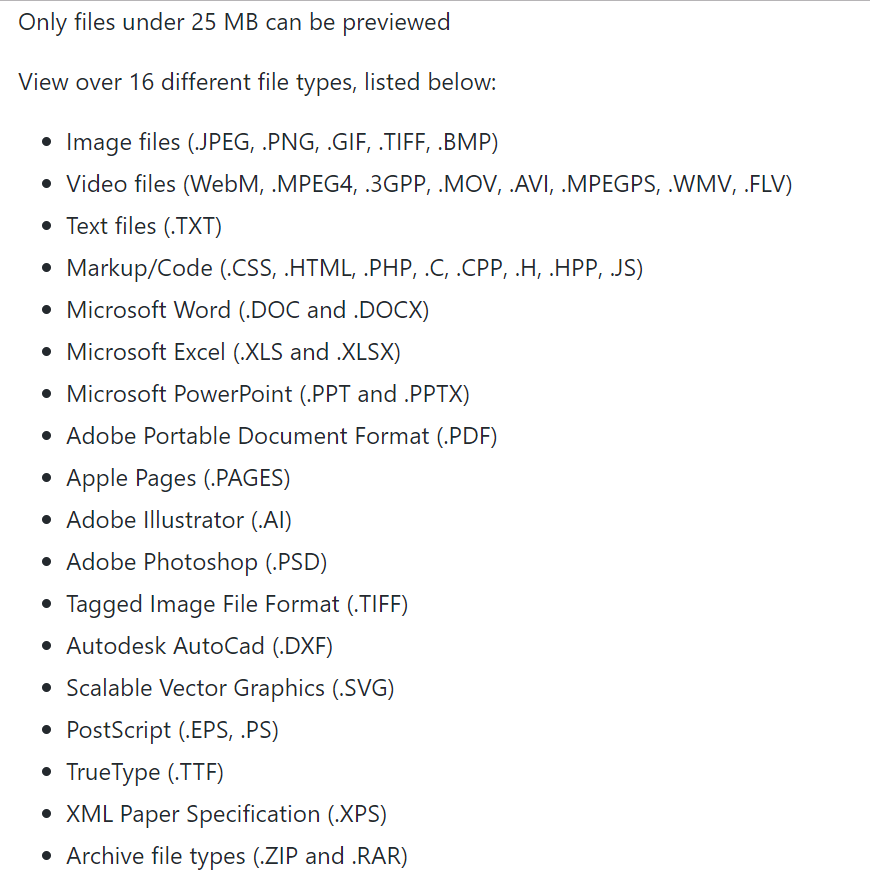 Only files under 25 MB can be previewed
View over 16 different file types, listed below:
• Image files (.JPEG, .PNG, .GIF, .TIFF, .BMP)
• Video files (WebM, .MPEG4, .3GPP, .MOV, .AVI, .MPEGPS, .WMV, .FLV)
• Text files (.TXT)
• Markup/Code (.CSS, .HTML, .PHP, .C, .CPP, .H, .HPP, .JS)
• Microsoft Word (.DOC and .DOCX)
• Microsoft Excel (.XLS and .XLSX)
• Microsoft PowerPoint (.PPT and .PPTX)
• Adobe Portable Document Format (.PDF)
• Apple Pages (.PAGES)
• Adobe Illustrator (.AI)
• Adobe Photoshop (.PSD)
• Tagged Image File Format (.TIFF)
• Autodesk AutoCad (.DXF)
• Scalable Vector Graphics (.SVG)
• PostScript (.EPS, .PS)
• TrueType (.TTF)
• XML Paper Specification (.XPS)
• Archive file types (.ZIP and .RAR)